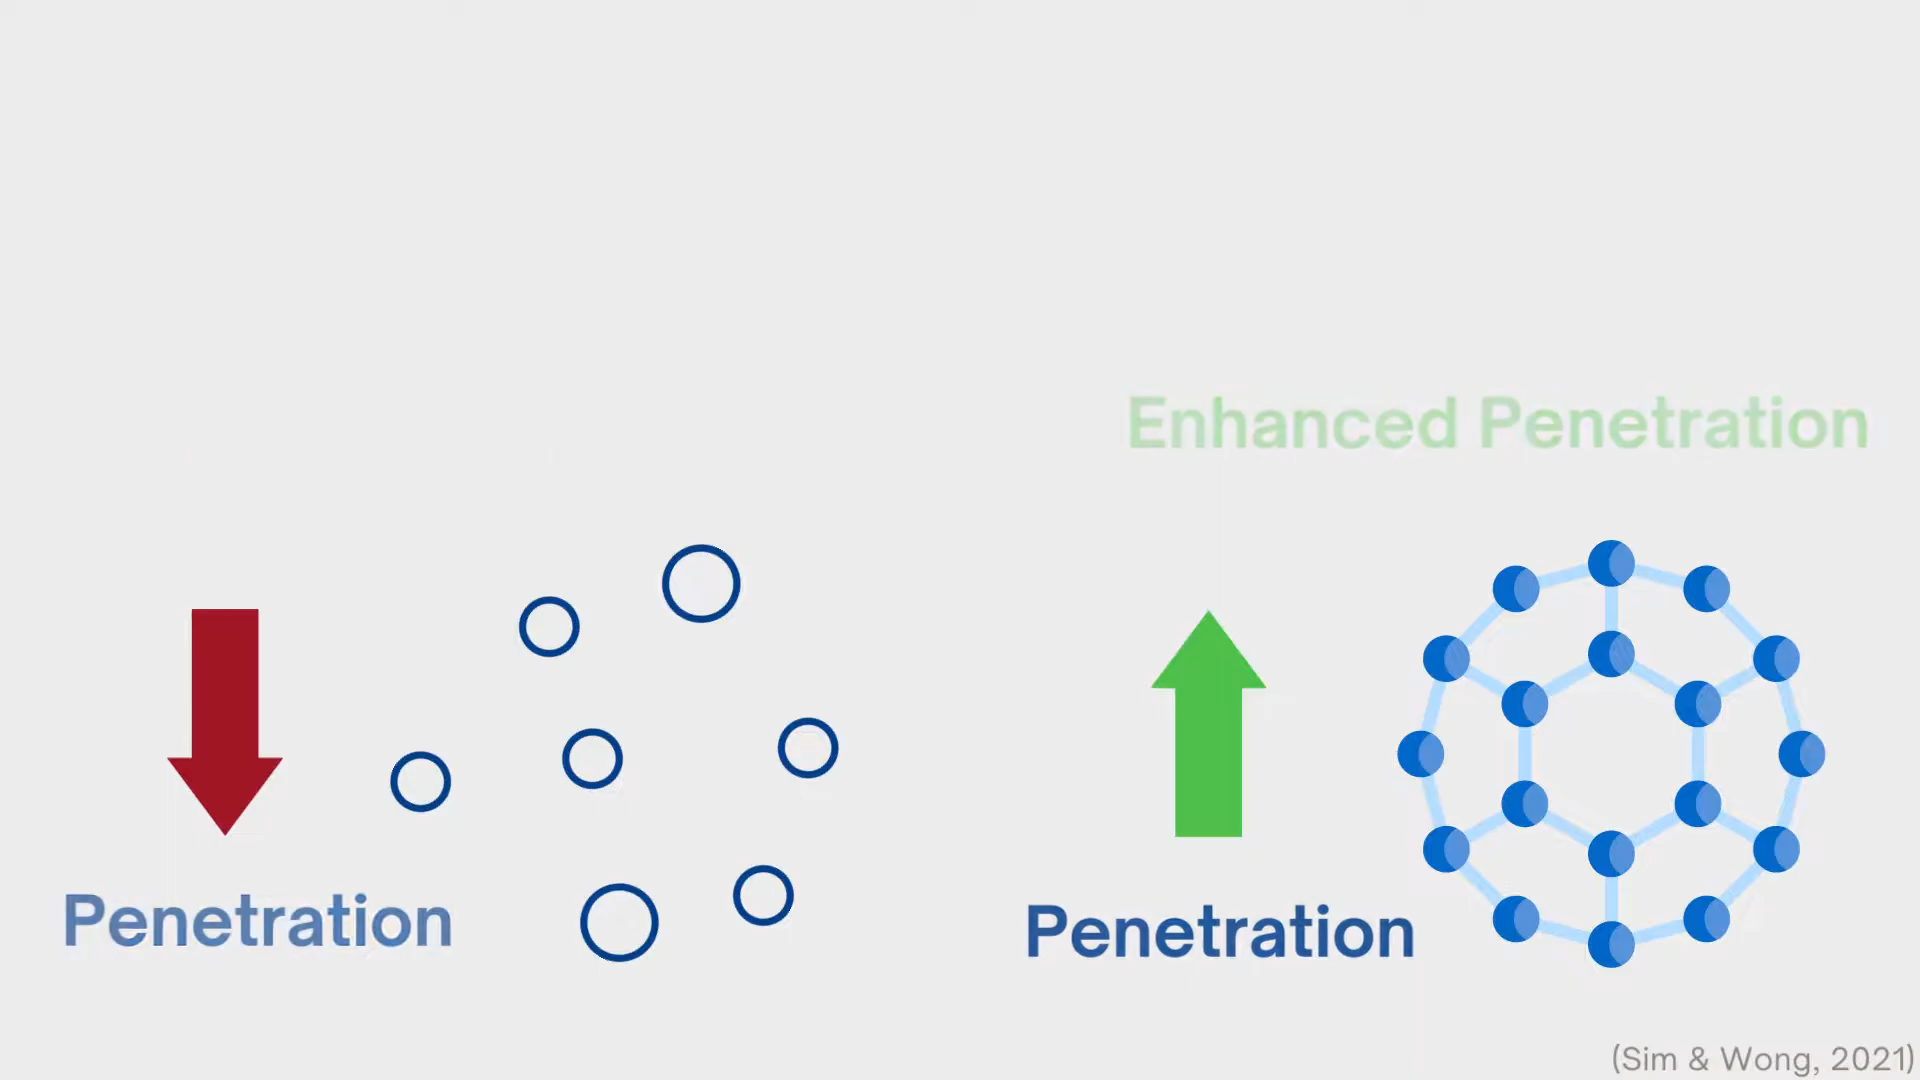 Enhanced Penetration
Penetration
Penetration
(Sim & Wong, 2021)